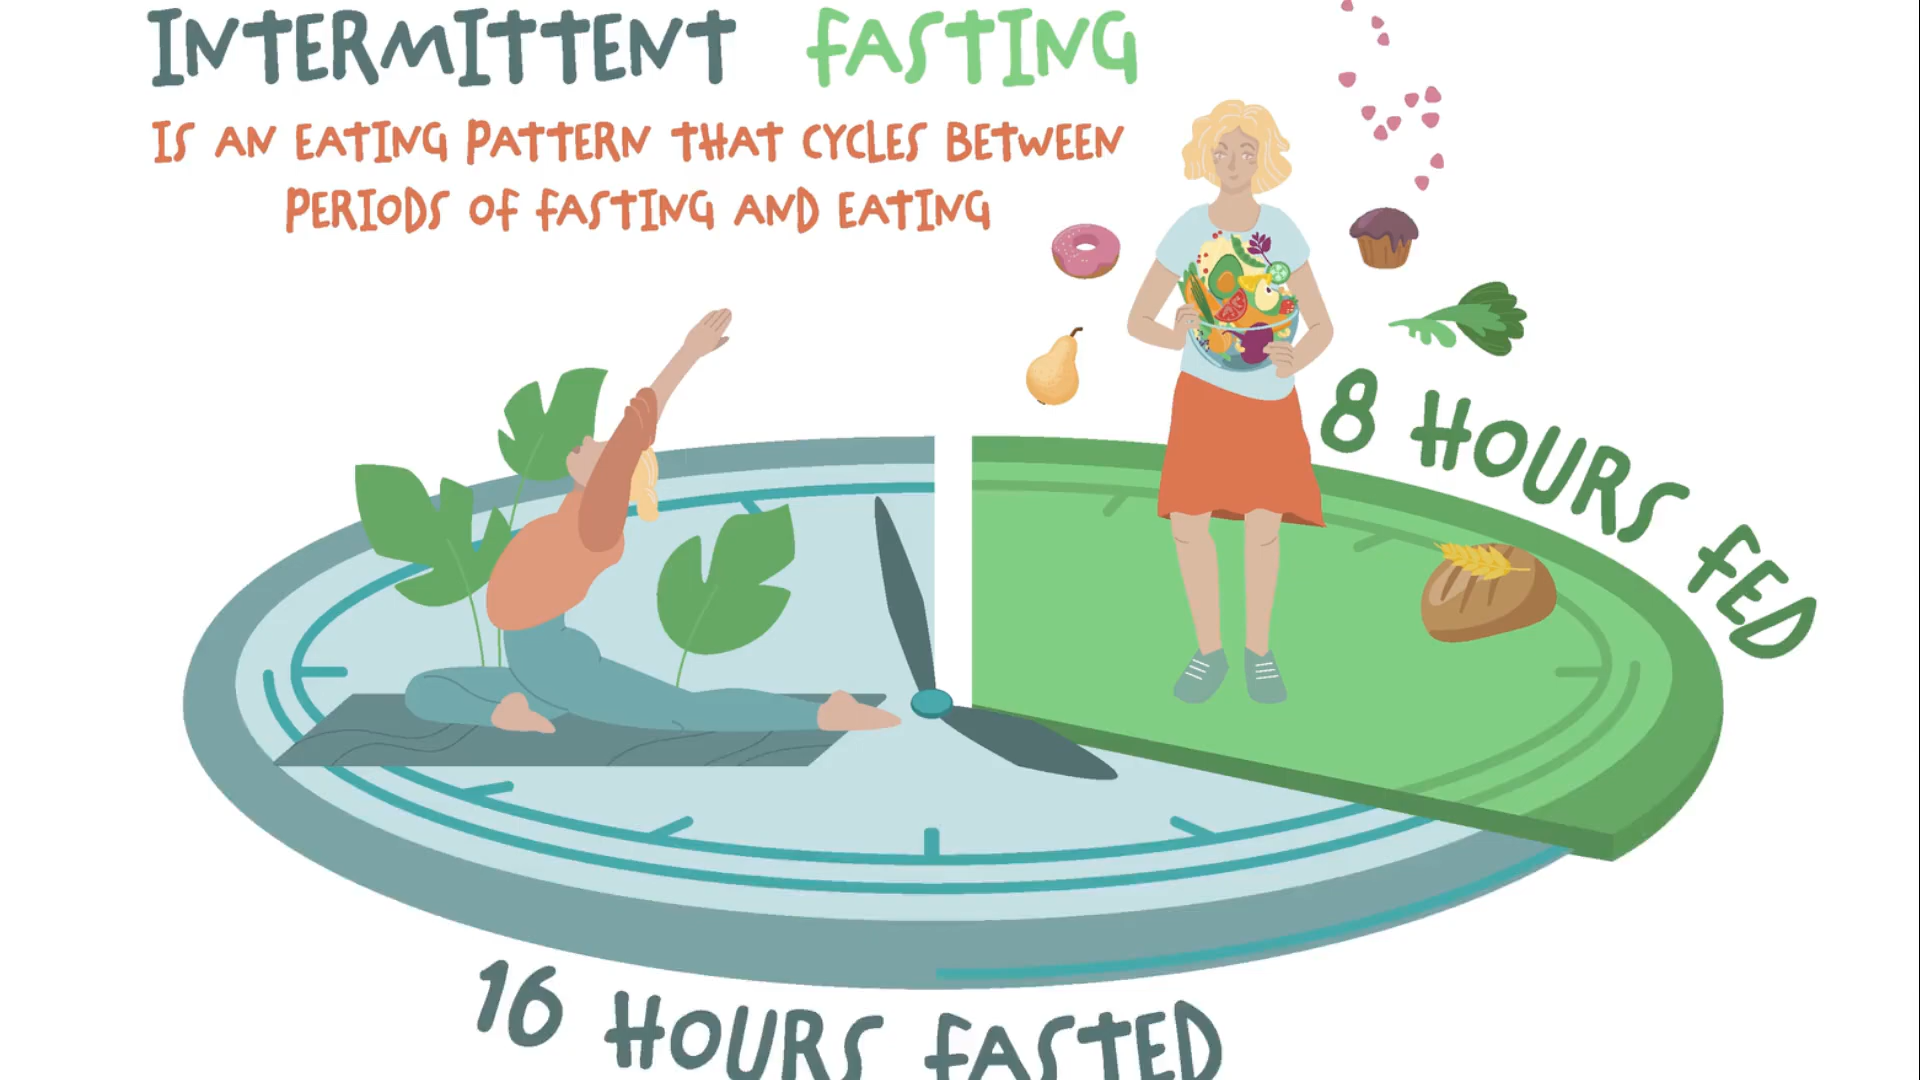 INTERMITTENT FASTING
IS AN EATING PATTERN THAT CYCLES BETWEEN
PERIODS OF FASTING AND EATING
8 HOURS FED
16 HOURS FASTED